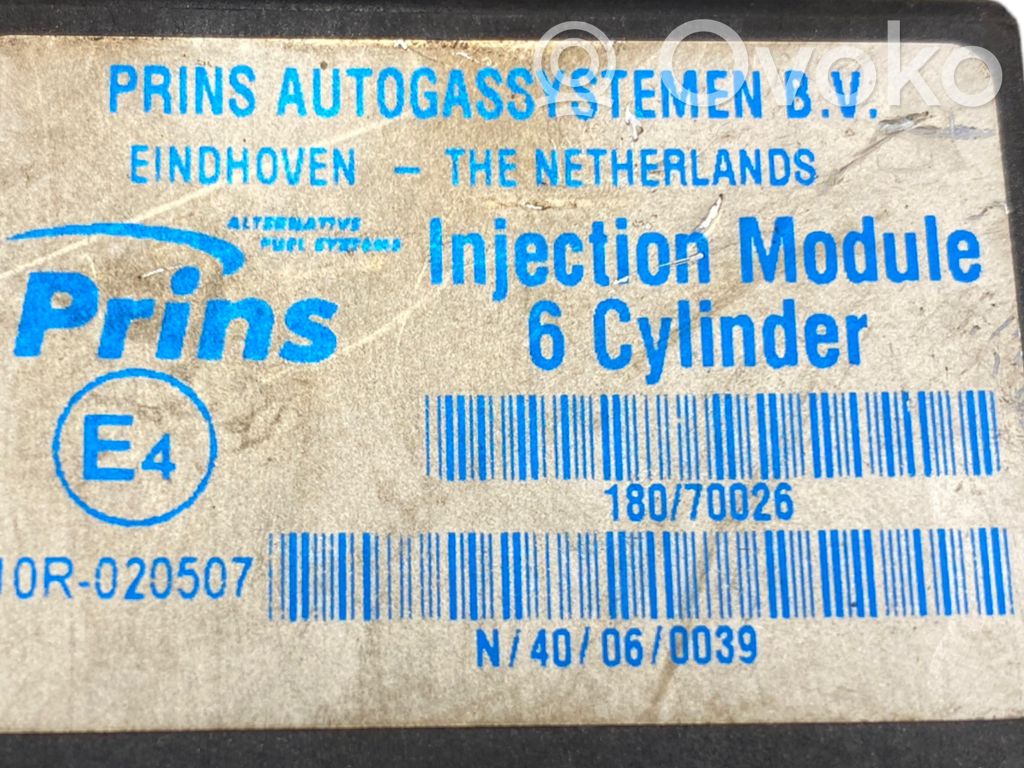 Ovoko
PRINS AUTOGASSYSTEMEN B.V.
EINDHOVEN - THE NETHERLANDS
ALTERNATIVE
FUEL SYSTEMS
Prins
Injection Module
6 Cylinder
E4
180/70026
10R-020507
N/40/06/0039